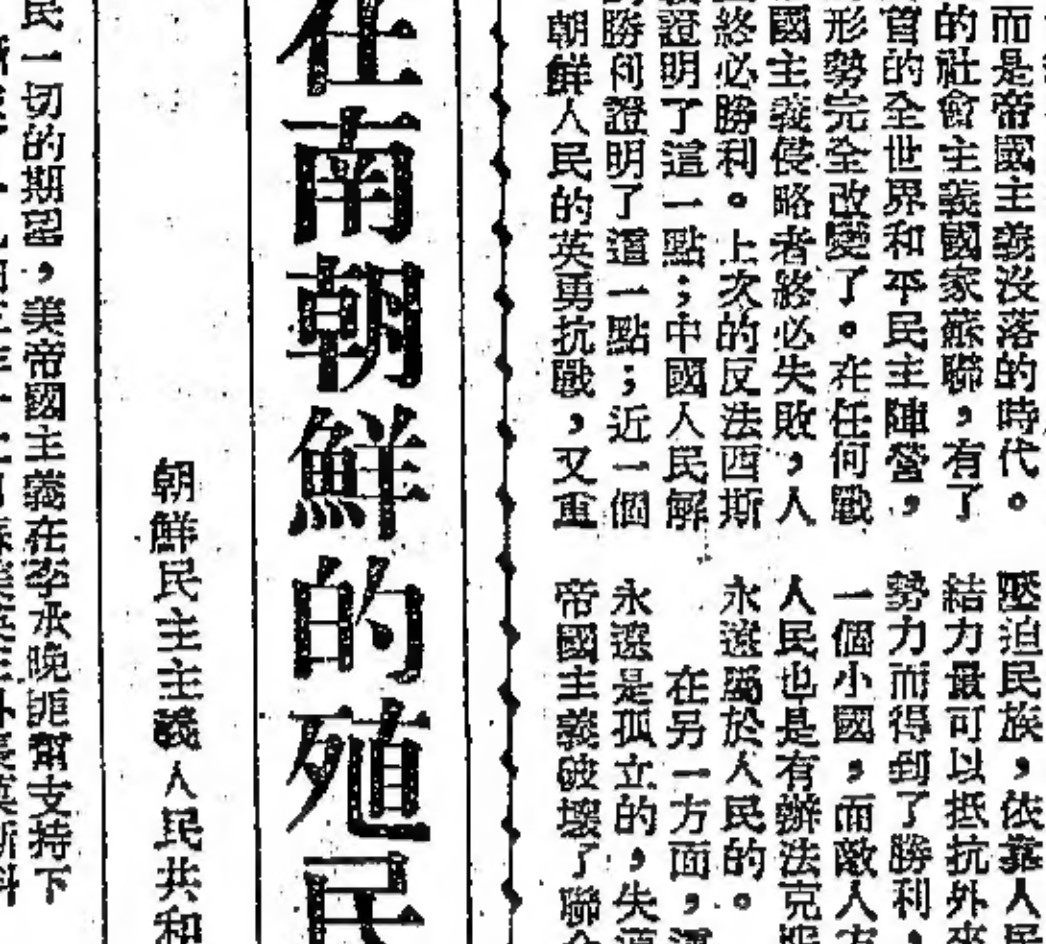 而是帝國主義沒落的時代。
的社會主義國家蘇聯，有了
的全世界和平民主陣營，
形勢完全改變了。在任何戰
國主義侵略者終必失敗，人
終必勝利。上次的反法西斯
證明了這一點；中國人民解
勝利證明了這一點；近一個
朝鮮人民的英勇抗戰，又重
壓迫民族，依靠人民
結力量可以抵抗外來
勢力而得到了勝利，
一個小國，而敵人
人民也是有辦法克服
永遠屬於人民的。
在另一方面，
永遠是孤立的，失道
帝國主義破壞了聯合
在南朝鮮的殖民
朝鮮民主主義人民共和
民一切的期望，美帝國主義在李承晚匪幫支持下